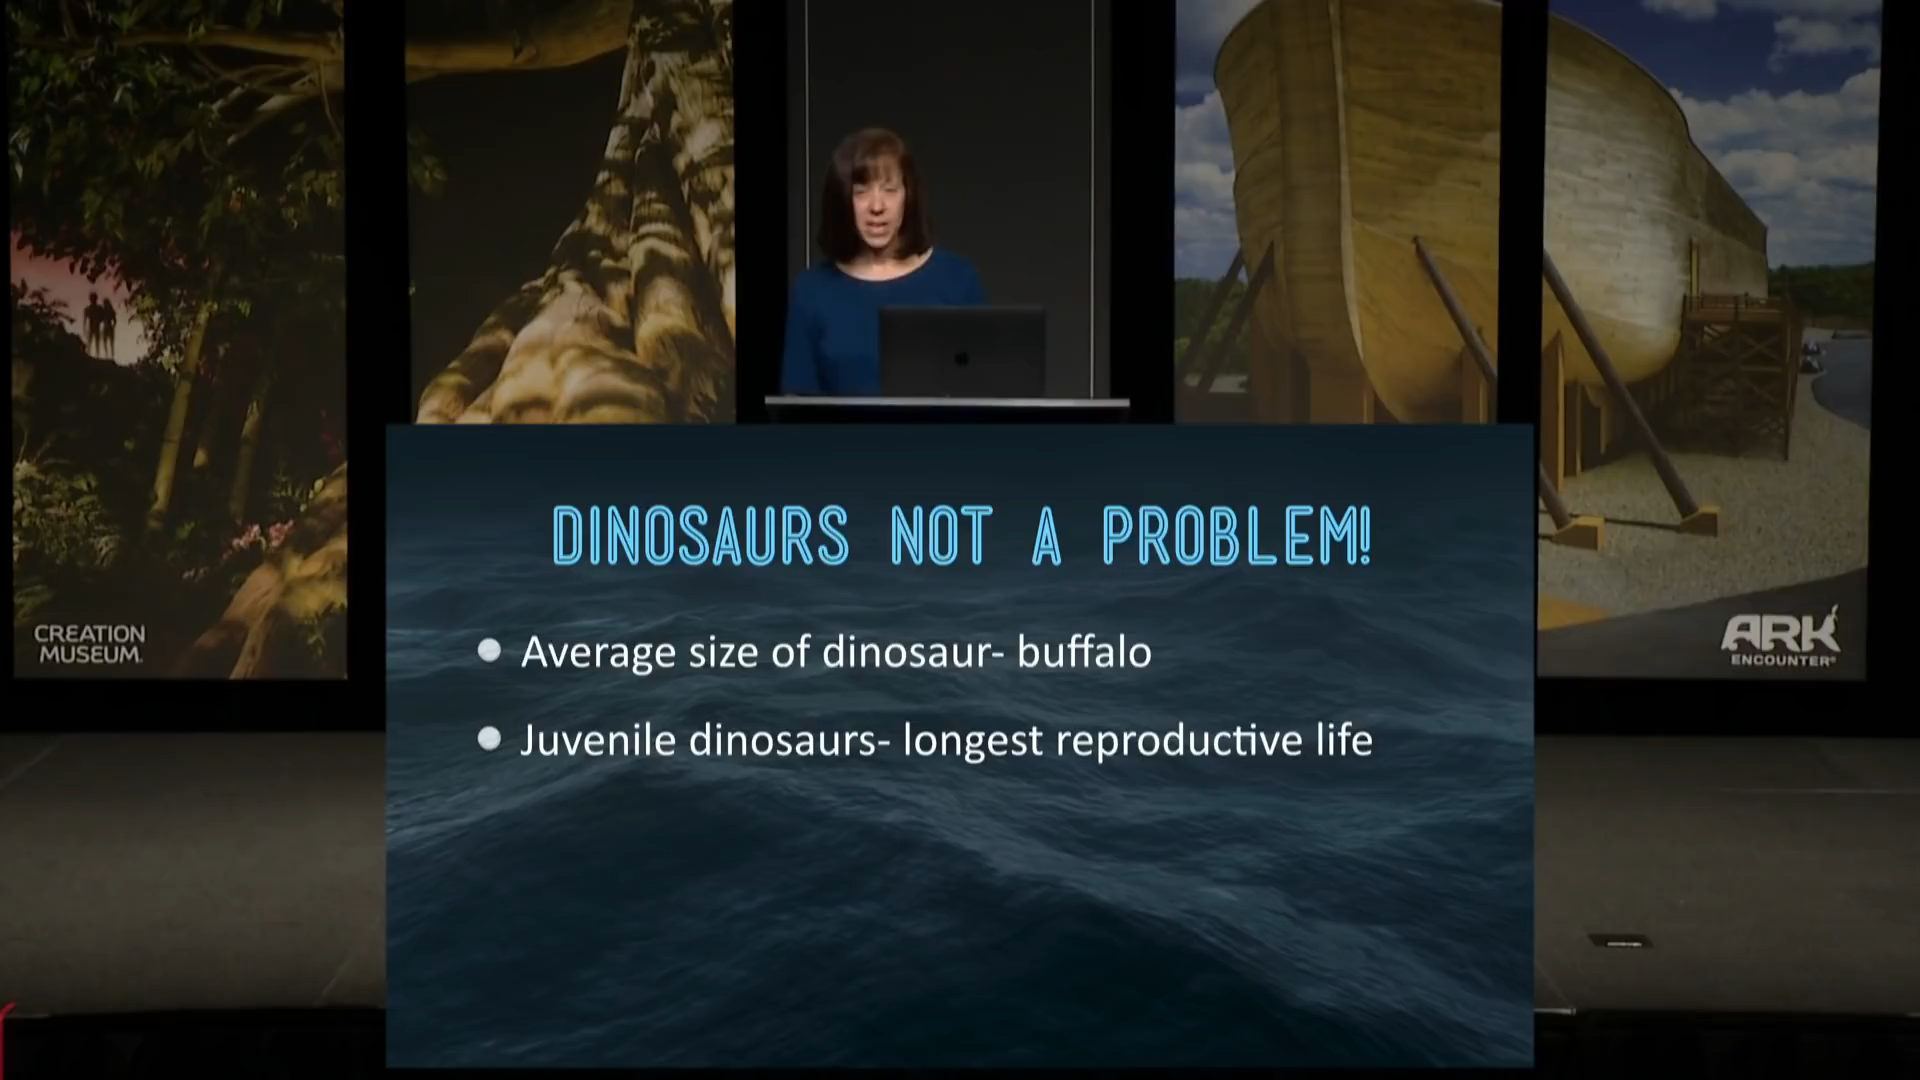 DINOSAURS NOT A PROBLEM!
Average size of dinosaur- buffalo
Juvenile dinosaurs- longest reproductive life
CREATION
MUSEUM.
ARK
ENCOUNTER